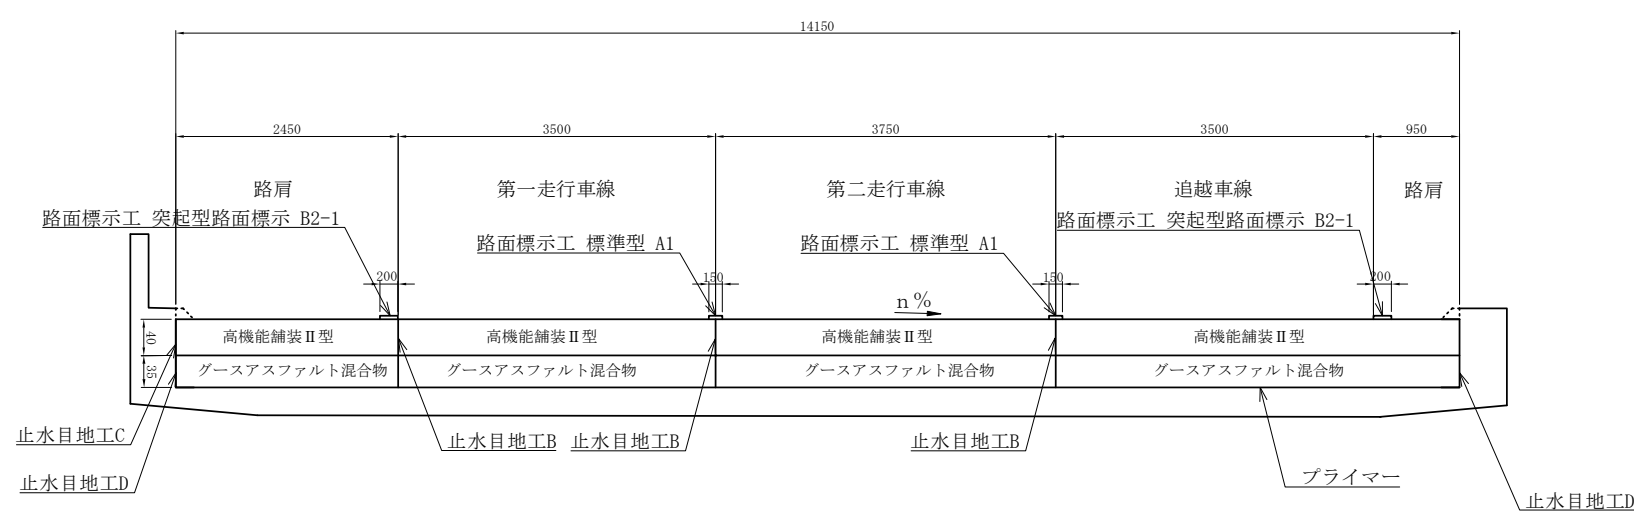 14150
2450
3500
3750
3500
950
路肩
第一走行車線
第二走行車線
追越車線
路肩
路面標示工 突起型路面標示 B2-1
路面標示工 標準型 A1
路面標示工 標準型 A1
路面標示工 突起型路面標示 B2-1
200
150
150
200
n%
40
高機能舗装Ⅱ型
高機能舗装Ⅱ型
高機能舗装Ⅱ型
高機能舗装Ⅱ型
35
グースアスファルト混合物
グースアスファルト混合物
グースアスファルト混合物
グースアスファルト混合物
止水目地工C
止水目地工B
止水目地工B
止水目地工B
止水目地工D
プライマー
止水目地工D